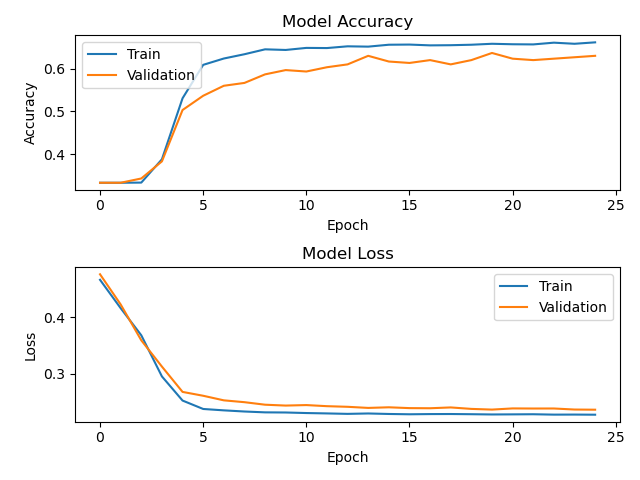 Model Accuracy
Train
Validation
0.6
0.5
0.4
Accuracy
0 5 10 15 20 25
Epoch
Model Loss
Train
Validation
0.4
0.3
Loss
0 5 10 15 20 25
Epoch